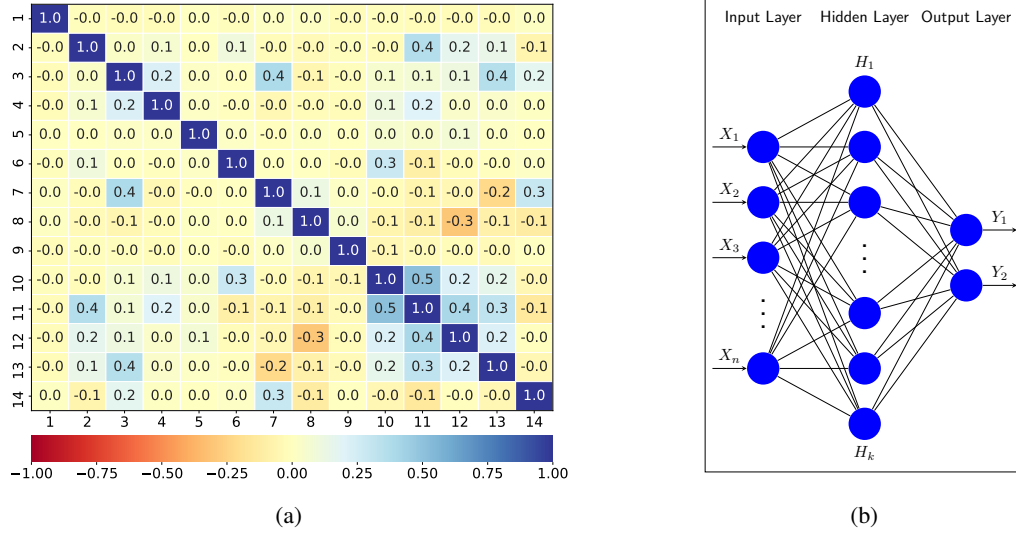 1 1.0 -0.0 -0.0 -0.0 0.0 -0.0 0.0 0.0 -0.0 -0.0 -0.0 -0.0 -0.0 0.0
2 -0.0 1.0 0.0 0.1 0.0 0.1 -0.0 -0.0 -0.0 -0.0 0.4 0.2 0.1 -0.1
3 -0.0 0.0 1.0 0.2 0.0 -0.0 0.4 -0.1 -0.0 0.1 0.1 0.1 0.4 0.2
4 -0.0 0.1 0.2 1.0 0.0 -0.0 -0.0 -0.0 -0.0 0.1 0.2 0.0 0.0 0.0
5 0.0 0.0 0.0 0.0 1.0 0.0 -0.0 0.0 0.0 0.0 0.0 0.1 0.0 0.0
6 -0.0 0.1 -0.0 -0.0 0.0 1.0 0.0 0.0 0.0 0.3 -0.1 -0.0 -0.0 0.0
7 0.0 -0.0 0.4 -0.0 -0.0 0.0 1.0 0.1 0.0 -0.0 -0.1 -0.0 -0.2 0.3
8 0.0 -0.0 -0.1 -0.0 0.0 0.0 0.1 1.0 0.0 -0.1 -0.1 -0.3 -0.1 -0.1
9 -0.0 -0.0 -0.0 -0.0 0.0 0.0 0.0 0.0 1.0 -0.1 -0.0 -0.0 -0.0 -0.0
10 -0.0 -0.0 0.1 0.1 0.0 0.3 -0.0 -0.1 -0.1 1.0 0.5 0.2 0.2 -0.0
11 -0.0 0.4 0.1 0.2 0.0 -0.1 -0.1 -0.1 -0.0 0.5 1.0 0.4 0.3 -0.1
12 -0.0 0.2 0.1 0.0 0.1 -0.0 -0.0 -0.3 -0.0 0.2 0.4 1.0 0.2 -0.0
13 -0.0 0.1 0.4 0.0 0.0 -0.0 -0.2 -0.1 -0.0 0.2 0.3 0.2 1.0 -0.0
14 0.0 -0.1 0.2 0.0 0.0 0.0 0.3 -0.1 -0.0 -0.0 -0.1 -0.0 -0.0 1.0
1 2 3 4 5 6 7 8 9 10 11 12 13 14
−1.00 −0.75 −0.50 −0.25 0.00 0.25 0.50 0.75 1.00
(a)
Input Layer Hidden Layer Output Layer
H₁
X₁
X₂
X₃
Xₙ
Y₁
Y₂
Hₖ
(b)